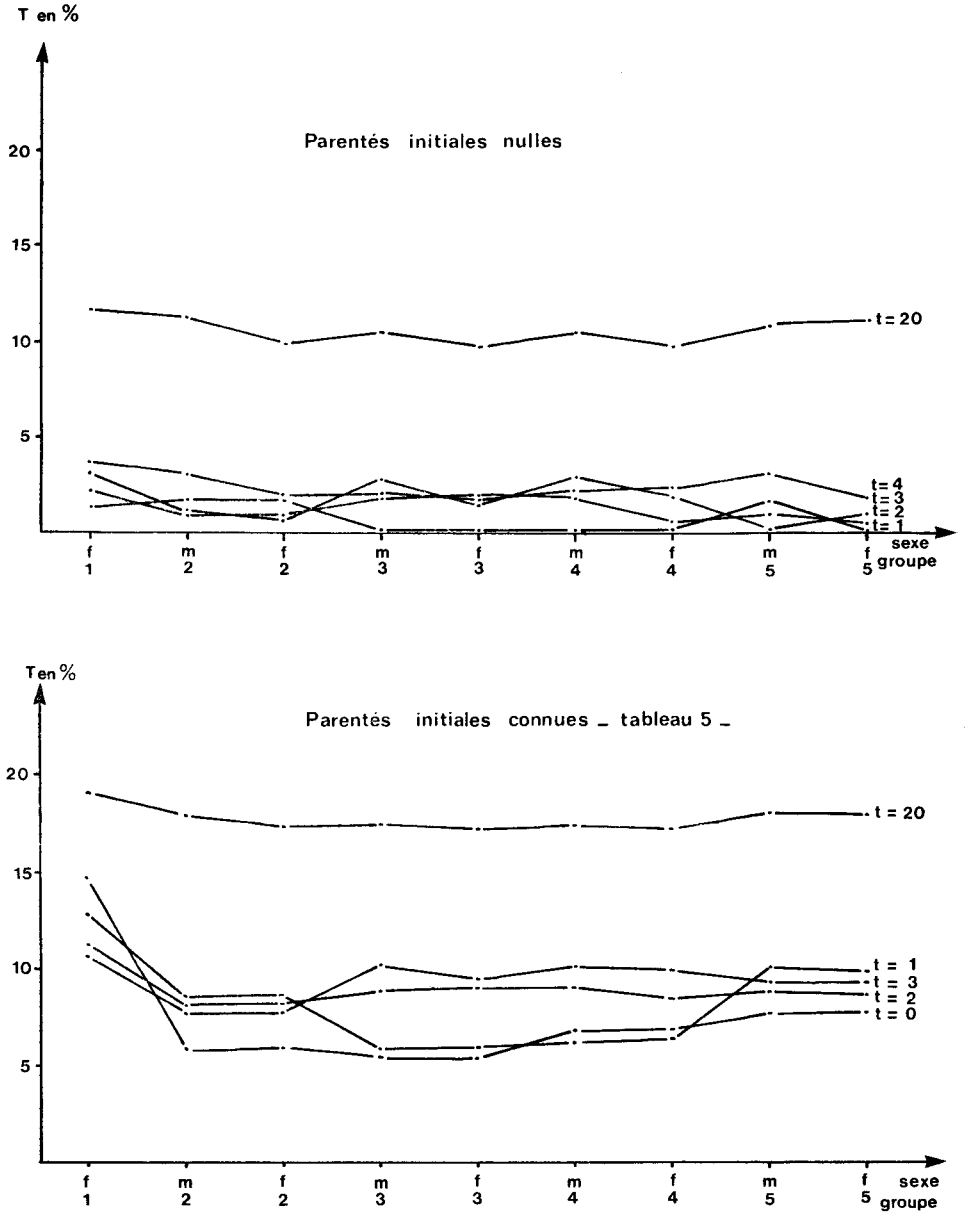 T en %
Parentés initiales nulles
20
15
10
5
t = 20
t = 4
t = 3
t = 2
t = 1
f m f m f m f m f sexe
1 2 2 3 3 4 4 5 5 groupe
T en %
Parentés initiales connues _ tableau 5 _
20
15
10
5
t = 20
t = 1
t = 3
t = 2
t = 0
f m f m f m f m f sexe
1 2 2 3 3 4 4 5 5 groupe